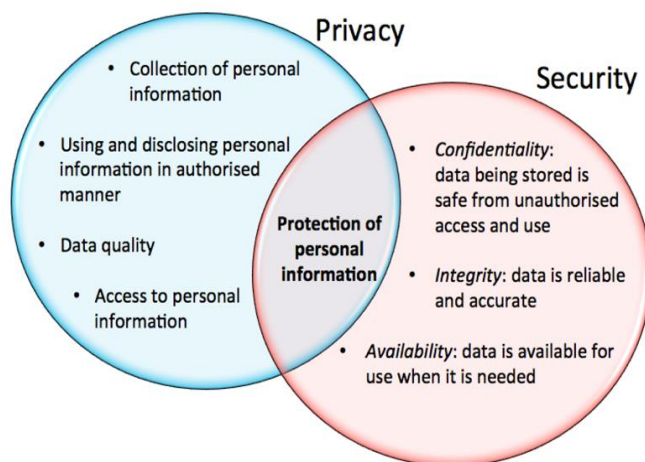 Privacy
• Collection of personal
information
• Using and disclosing personal
information in authorised
manner
• Data quality
• Access to personal
information
Protection of
personal
information
Security
• Confidentiality:
data being stored is
safe from unauthorised
access and use
• Integrity: data is reliable
and accurate
• Availability: data is available for
use when it is needed